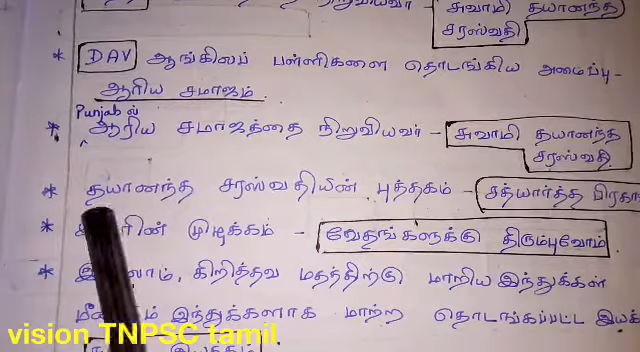 சுவாமி தயானந்த
சரஸ்வதி
* DAV ஆங்கிலப் பள்ளிகளை தொடங்கிய அமைப்பு-
ஆரிய சமாஜம்.
Punjab ல்
* ஆரிய சமாஜத்தை நிறுவியவர் - சுவாமி தயானந்த
சரஸ்வதி
* தயானந்த சரஸ்வதியின் புத்தகம் - சத்யார்த்த பிரகா
* முழக்கம் - வேதங்களுக்கு திரும்புவோம்
* கிறித்தவ மதத்திற்கு மாறிய இந்துக்கள்
இந்துக்களாக மாற்ற தொடங்கப்பட்ட இயக்
vision TNPSC tamil